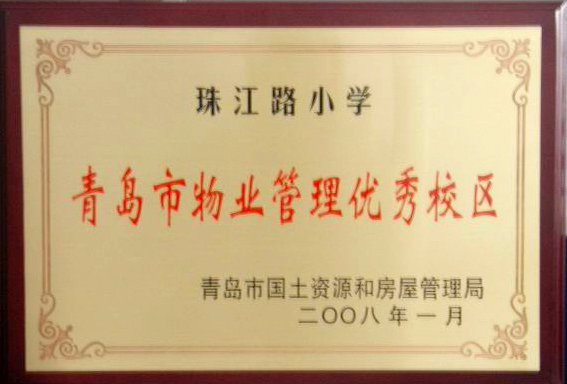 珠江路小学
青岛市物业管理优秀校区
青岛市国土资源和房屋管理局
二〇〇八年一月